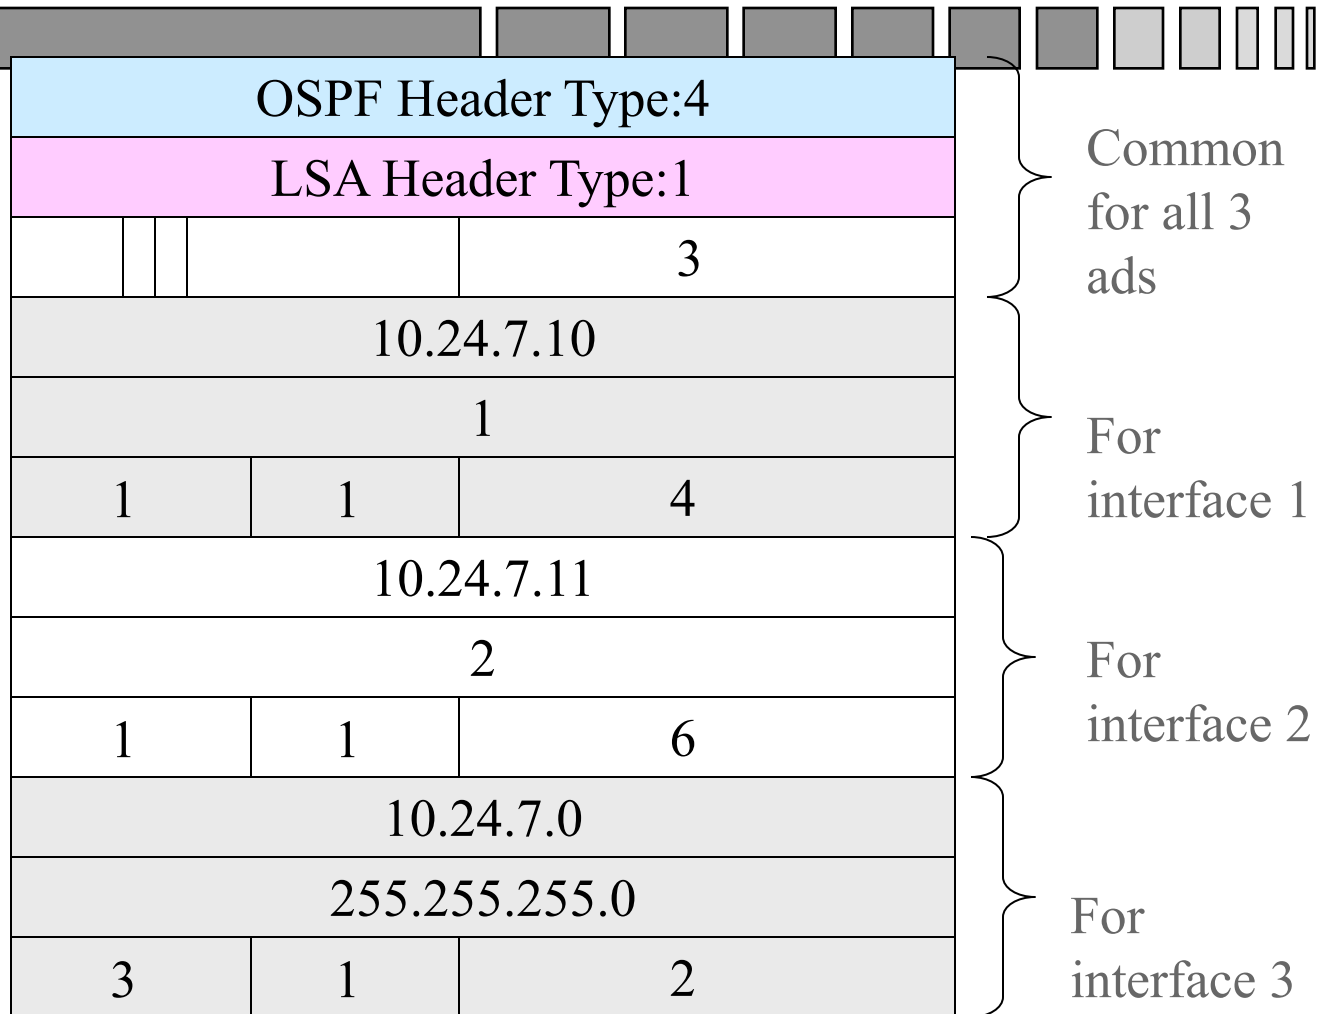 OSPF Header Type:4
LSA Header Type:1
3
Common
for all 3
ads
10.24.7.10
1
1 1 4
For
interface 1
10.24.7.11
2
1 1 6
For
interface 2
10.24.7.0
255.255.255.0
3 1 2
For
interface 3